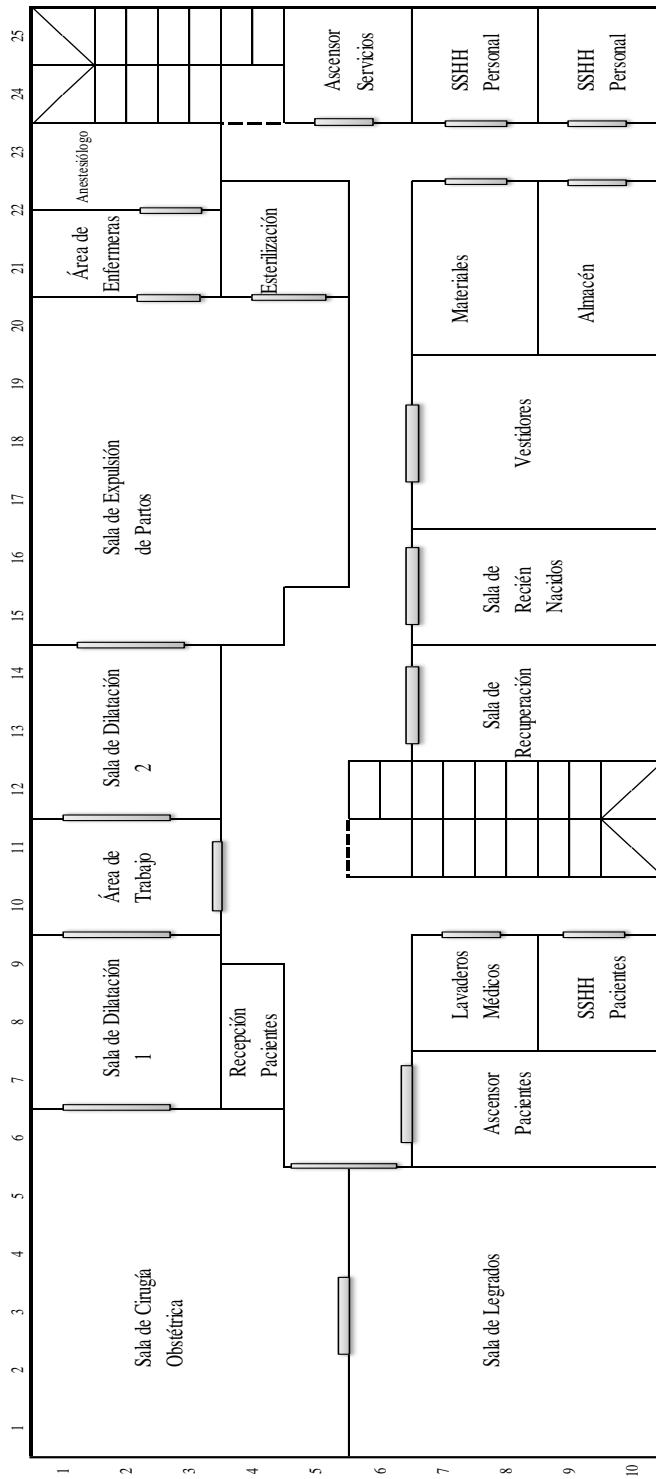 1 2 3 4 5 6 7 8 9 10 11 12 13 14 15 16 17 18 19 20 21 22 23 24 25
1
2
3
4
5
6
7
8
9
10
Sala de Cirugía
Obstétrica
Sala de Dilatación
1
Área de
Trabajo
Sala de Dilatación
2
Sala de Expulsión
de Partos
Área de
Enfermeras
Anestesiólogo
Recepción
Pacientes
Esterilización
Ascensor
Servicios
Sala de Legrados
Ascensor
Pacientes
Lavaderos
Médicos
SSHH
Pacientes
Sala de
Recuperación
Sala de
Recién
Nacidos
Vestidores
Materiales
Almacén
SSHH
Personal
SSHH
Personal